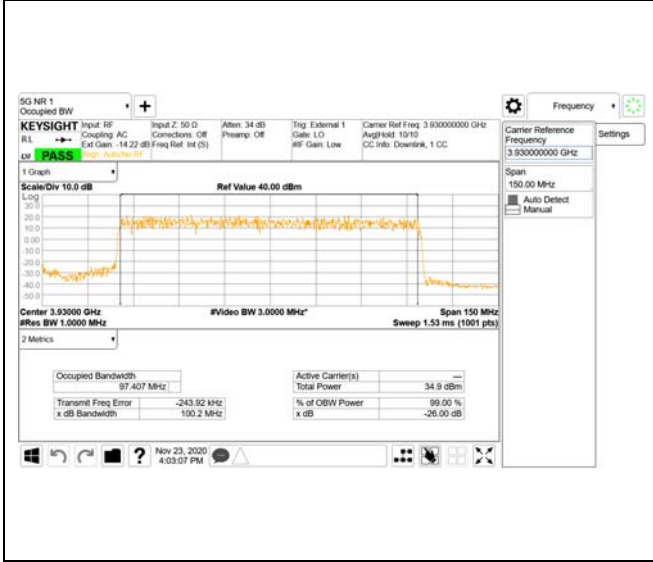 5G NR 1
Occupied BW
Frequency
KEYSIGHT
Input: RF
Input Z: 50 Ω
Atten: 34 dB
Trig: External 1
Carrier Ref Freq: 3.930000000 GHz
RL
Coupling: AC
Corrections: Off
Preamp: Off
Gate: LO
Avg|Hold: 10/10
Ext Gain: -14.22 dB
Freq Ref: Int (S)
#IF Gain: Low
CC Info: Downlink, 1 CC
PASS
Align: Auto/No RF
Carrier Reference
Frequency
3.930000000 GHz
Settings
Span
150.00 MHz
Auto Detect
Manual
1 Graph
Scale/Div 10.0 dB
Ref Value 40.00 dBm
Log
30.0
20.0
10.0
0.00
-10.0
-20.0
-30.0
-40.0
-50.0
Center 3.93000 GHz
#Video BW 3.0000 MHz*
Span 150 MHz
#Res BW 1.0000 MHz
Sweep 1.53 ms (1001 pts)
2 Metrics
Occupied Bandwidth
97.407 MHz
Active Carrier(s)
---
Total Power
34.9 dBm
Transmit Freq Error
-243.92 kHz
% of OBW Power
99.00 %
x dB Bandwidth
100.2 MHz
x dB
-26.00 dB
?
Nov 23, 2020
4:03:07 PM